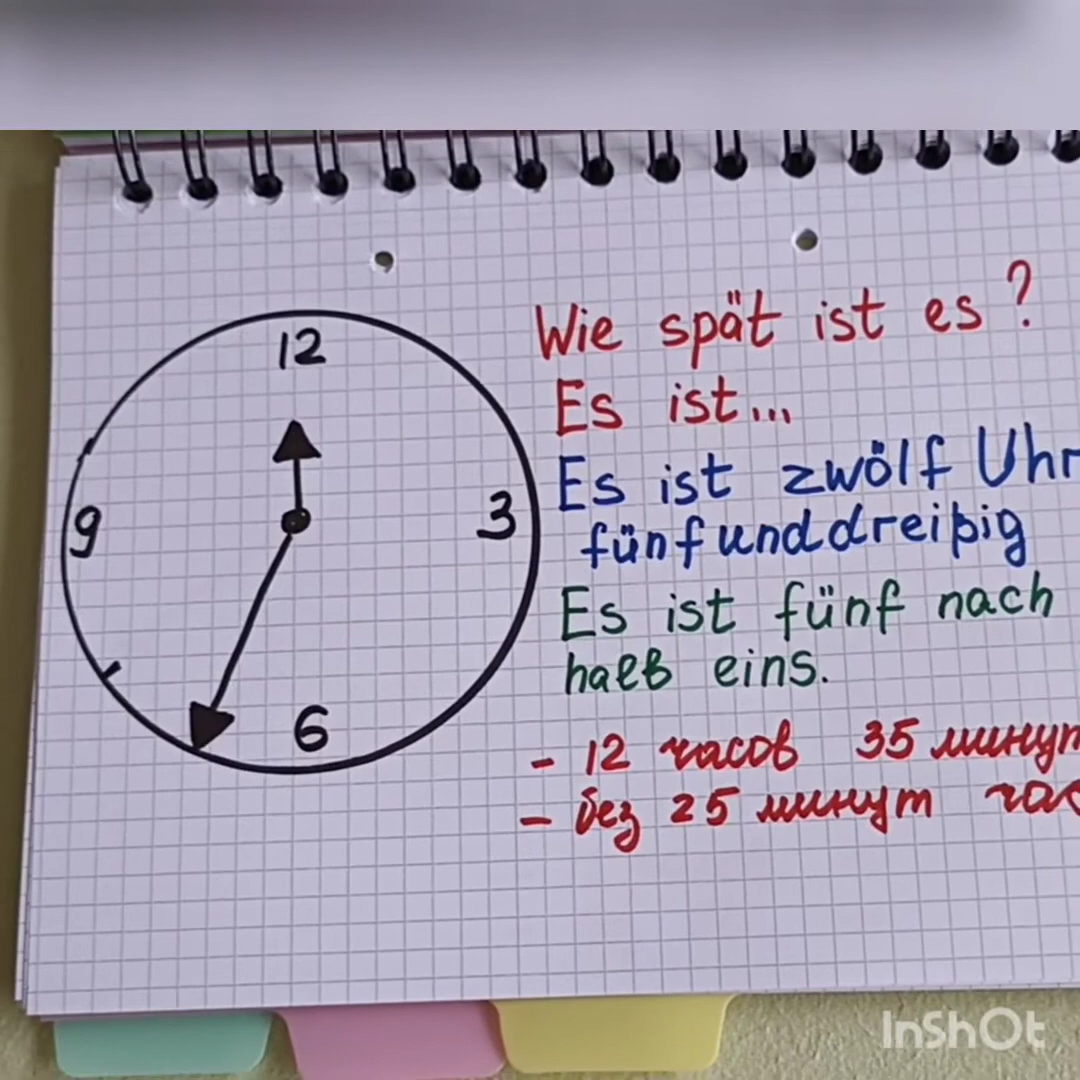 12
9
3
6
Wie spät ist es?
Es ist...
Es ist zwölf Uhr
fünfunddreißig
Es ist fünf nach
halb eins.
- 12 часов 35 минут
- без 25 минут час
InShOt